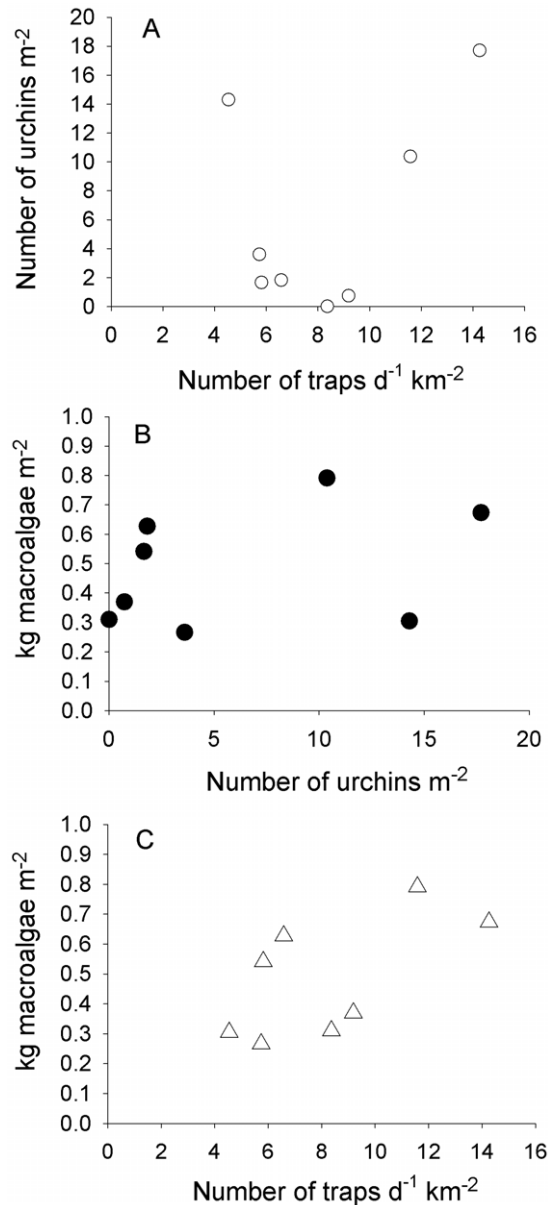 A
Number of urchins m-2
20
18
16
14
12
10
8
6
4
2
0
0 2 4 6 8 10 12 14 16
Number of traps d-1 km-2
B
kg macroalgae m-2
1.0
0.9
0.8
0.7
0.6
0.5
0.4
0.3
0.2
0.1
0.0
0 5 10 15 20
Number of urchins m-2
C
kg macroalgae m-2
1.0
0.9
0.8
0.7
0.6
0.5
0.4
0.3
0.2
0.1
0.0
0 2 4 6 8 10 12 14 16
Number of traps d-1 km-2